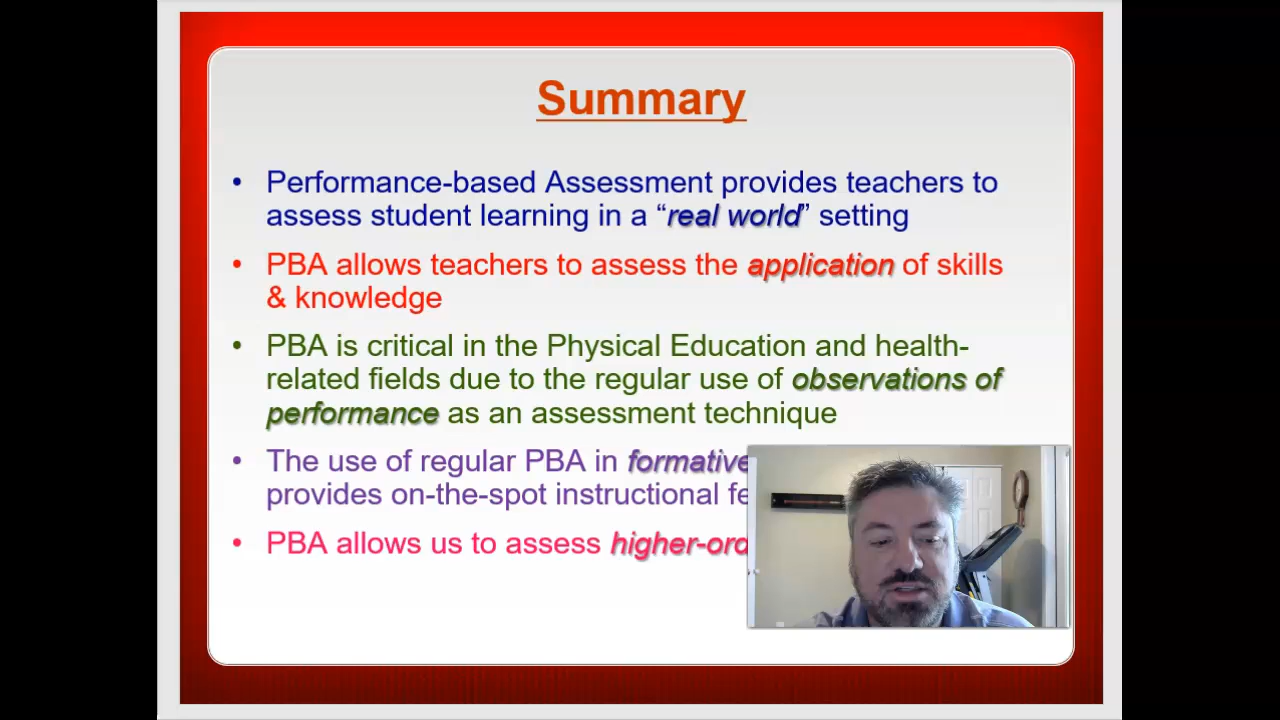 Summary
• Performance-based Assessment provides teachers to
assess student learning in a “real world” setting
• PBA allows teachers to assess the application of skills
& knowledge
• PBA is critical in the Physical Education and health-
related fields due to the regular use of observations of
performance as an assessment technique
• The use of regular PBA in formative
provides on-the-spot instructional
• PBA allows us to assess